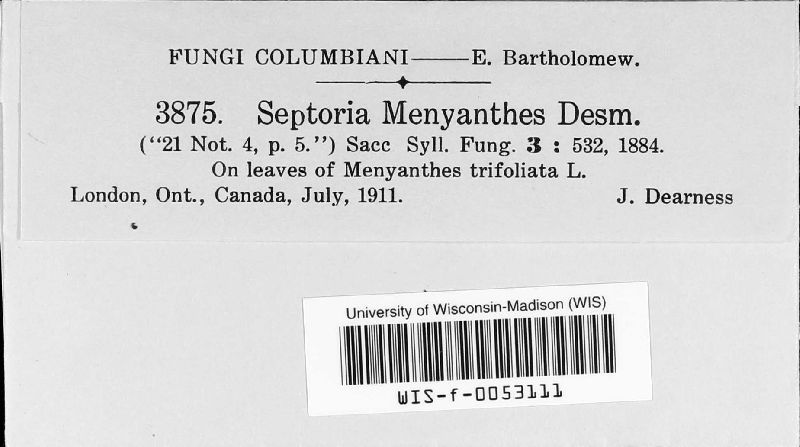 FUNGI COLUMBIANI——E. Bartholomew.
3875. Septoria Menyanthes Desm.
("21 Not. 4, p. 5.") Sacc Syll. Fung. 3 : 532, 1884.
On leaves of Menyanthes trifoliata L.
London, Ont., Canada, July, 1911. J. Dearness
University of Wisconsin-Madison (WIS)
WIS-f-0053111